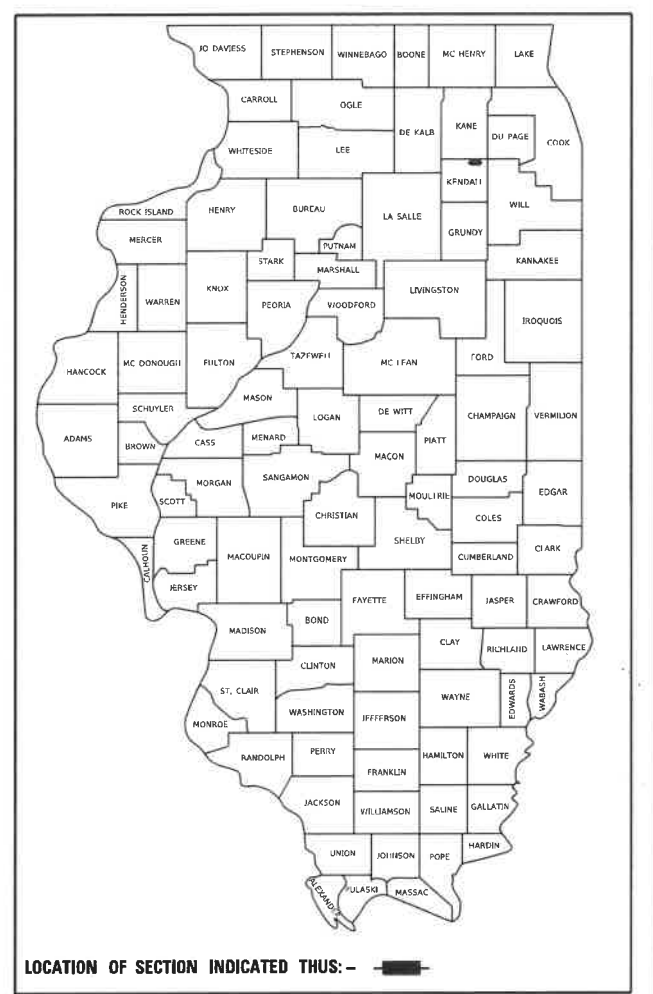 JO DAVIESS STEPHENSON WINNEBAGO BOONE MC HENRY LAKE
CARROLL OGLE DE KALB KANE DU PAGE COOK
WHITESIDE LEE KENDALL WILL
ROCK ISLAND HENRY BUREAU LA SALLE GRUNDY
MERCER PUTNAM KANKAKEE
STARK MARSHALL
HENDERSON WARREN KNOX PEORIA WOODFORD LIVINGSTON IROQUOIS
HANCOCK MC DONOUGH FULTON TAZEWELL MC LEAN FORD
MASON
SCHUYLER LOGAN DE WITT CHAMPAIGN VERMILION
ADAMS BROWN CASS MENARD PIATT
MACON
PIKE SCOTT MORGAN SANGAMON MOULTRIE DOUGLAS EDGAR
CHRISTIAN COLES
GREENE MACOUPIN SHELBY
CALHOUN MONTGOMERY CUMBERLAND CLARK
JERSEY FAYETTE EFFINGHAM JASPER CRAWFORD
MADISON BOND
CLAY RICHLAND LAWRENCE
CLINTON MARION
ST. CLAIR WAYNE EDWARDS WABASH
MONROE WASHINGTON JEFFERSON
RANDOLPH PERRY HAMILTON WHITE
FRANKLIN
JACKSON WILLIAMSON SALINE GALLATIN
HARDIN
UNION JOHNSON POPE
ALEXANDER PULASKI MASSAC
LOCATION OF SECTION INDICATED THUS: –